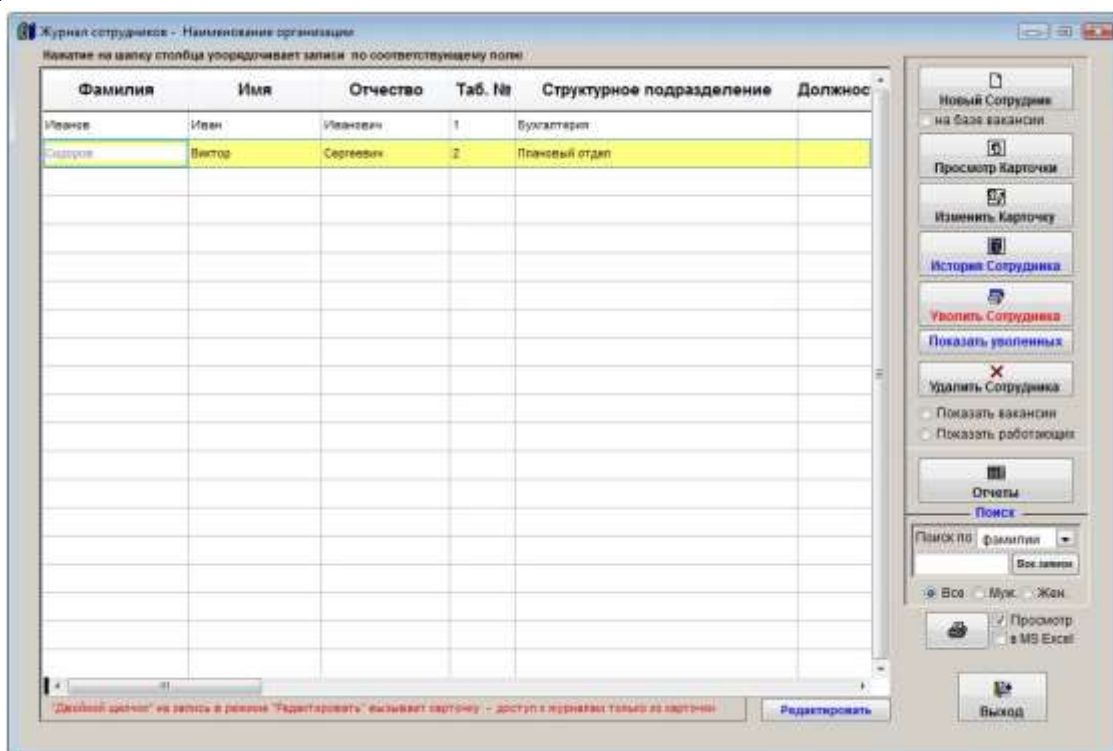 Журнал сотрудников - Наименование организации
Нажатие на шапку столбца упорядочивает записи по соответствующему полю
Фамилия Имя Отчество Таб. № Структурное подразделение Должнос
Иванов Иван Иванович 1 Бухгалтерия
Сидоров Виктор Сергеевич 2 Плановый отдел
Новый Сотрудник
на базе вакансии
Просмотр Карточки
Изменить Карточку
История Сотрудника
Уволить Сотрудника
Показать уволенных
Удалить Сотрудника
Показать вакансии
Показать работающих
Отчеты
Поиск
Поиск по фамилии
Все записи
Все Муж. Жен.
Просмотр
в MS Excel
"Двойной щелчок" на запись в режиме "Редактировать" вызывает карточку - доступ к журналам только из карточки
Редактировать
Выход